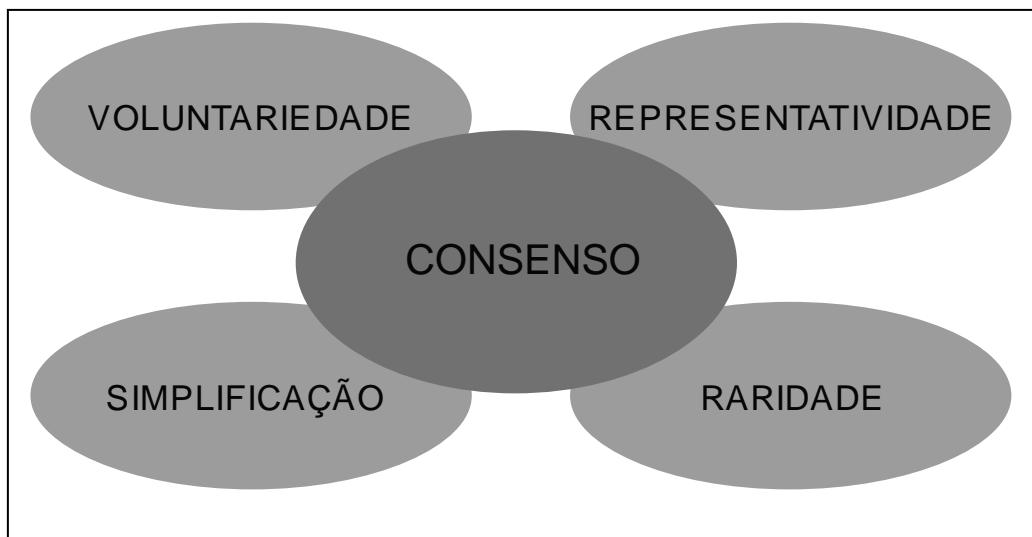 VOLUNTARIEDADE
REPRESENTATIVIDADE
CONSENSO
SIMPLIFICAÇÃO
RARIDADE